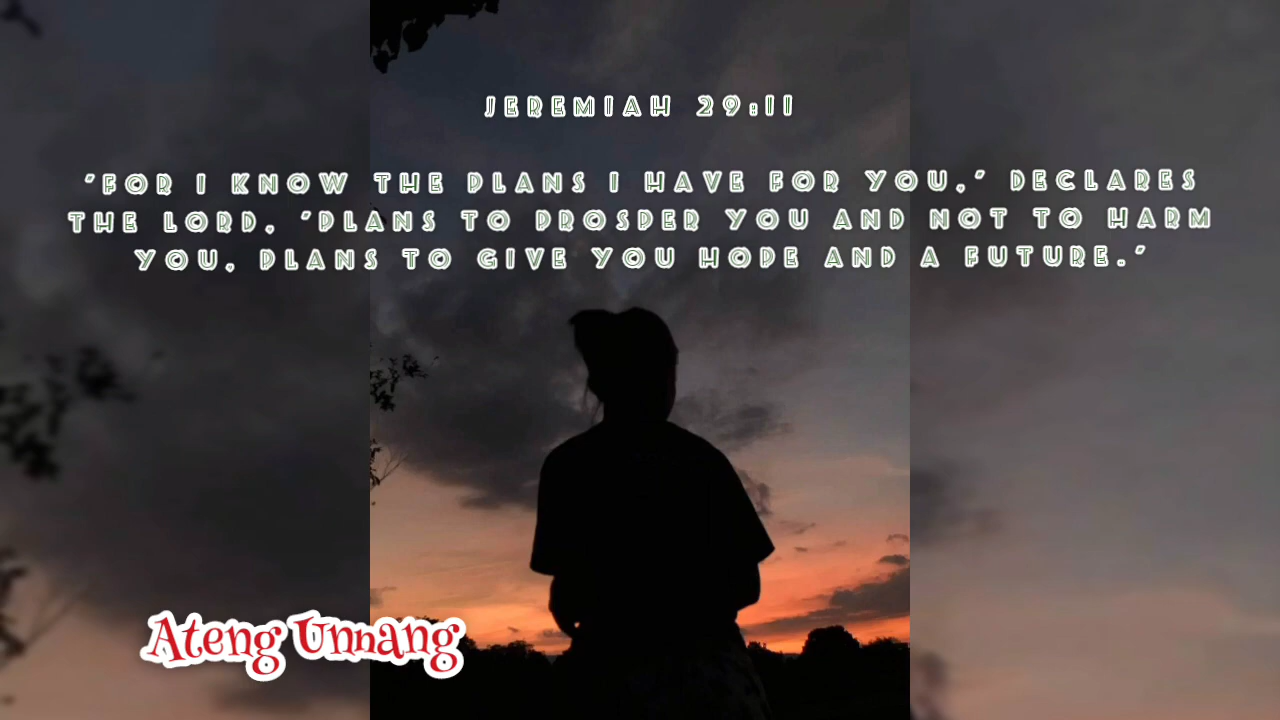 JEREMIAH 29:11
"FOR I KNOW THE PLANS I HAVE FOR YOU," DECLARES
THE LORD, "PLANS TO PROSPER YOU AND NOT TO HARM
YOU, PLANS TO GIVE YOU HOPE AND A FUTURE."
Ateng Unnang